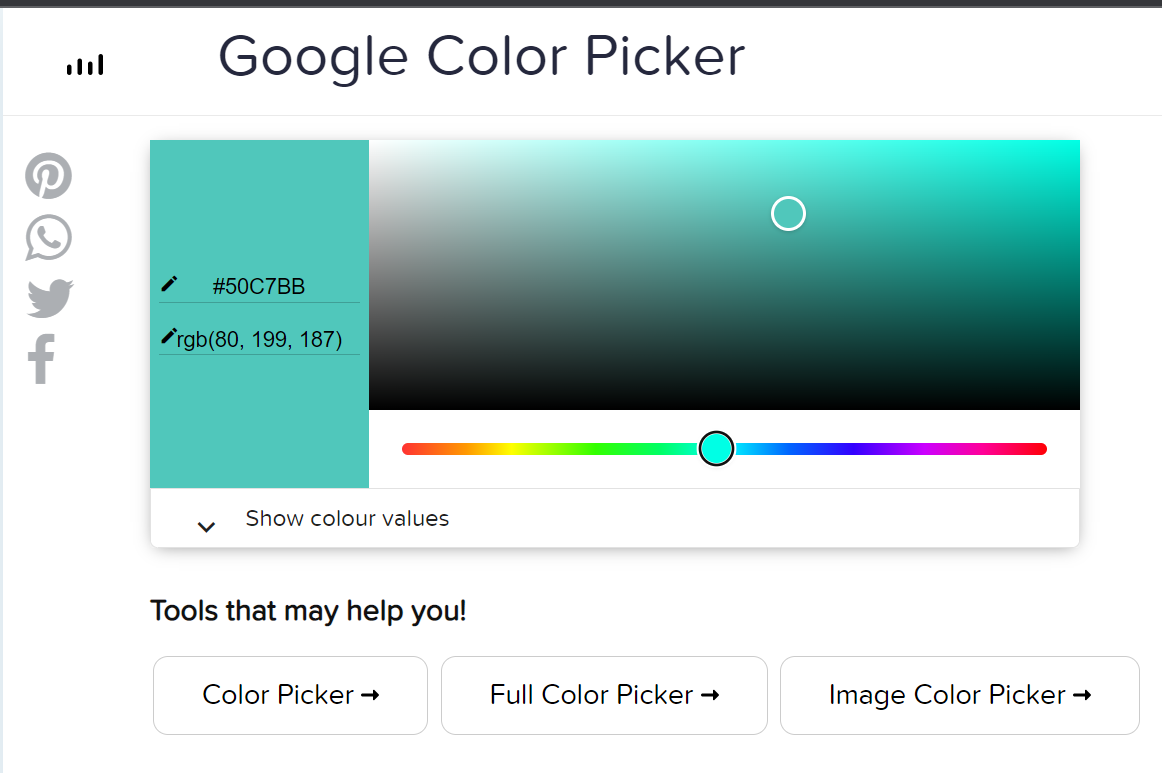 Google Color Picker
#50C7BB
rgb(80, 199, 187)
Show colour values
Tools that may help you!
Color Picker ➞
Full Color Picker ➞
Image Color Picker ➞